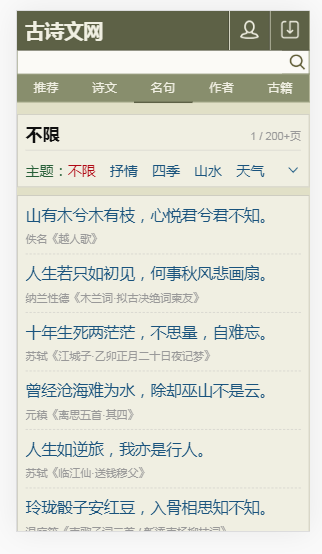 古诗文网
推荐 诗文 名句 作者 古籍
不限 1 / 200+页
主题：不限 抒情 四季 山水 天气
山有木兮木有枝，心悦君兮君不知。
佚名《越人歌》
人生若只如初见，何事秋风悲画扇。
纳兰性德《木兰词·拟古决绝词柬友》
十年生死两茫茫，不思量，自难忘。
苏轼《江城子·乙卯正月二十日夜记梦》
曾经沧海难为水，除却巫山不是云。
元稹《离思五首·其四》
人生如逆旅，我亦是行人。
苏轼《临江仙·送钱穆父》
玲珑骰子安红豆，入骨相思知不知。